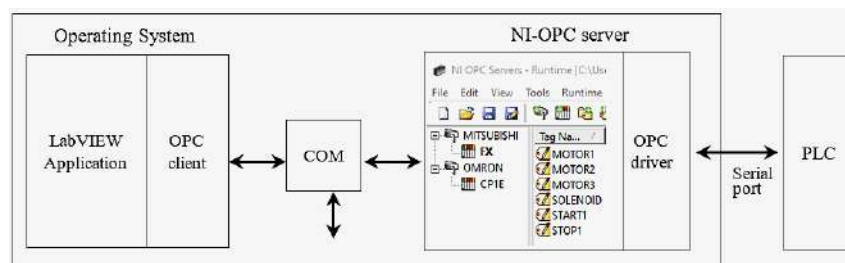 Operating System
NI-OPC server
NI OPC Servers - Runtime [C:\Use
File Edit View Tools Runtime
MITSUBISHI
FX
OMRON
CP1E
Tag Na...
MOTOR1
MOTOR2
MOTOR3
SOLENOID
START1
STOP1
LabVIEW
Application
OPC
client
COM
OPC
driver
Serial
port
PLC